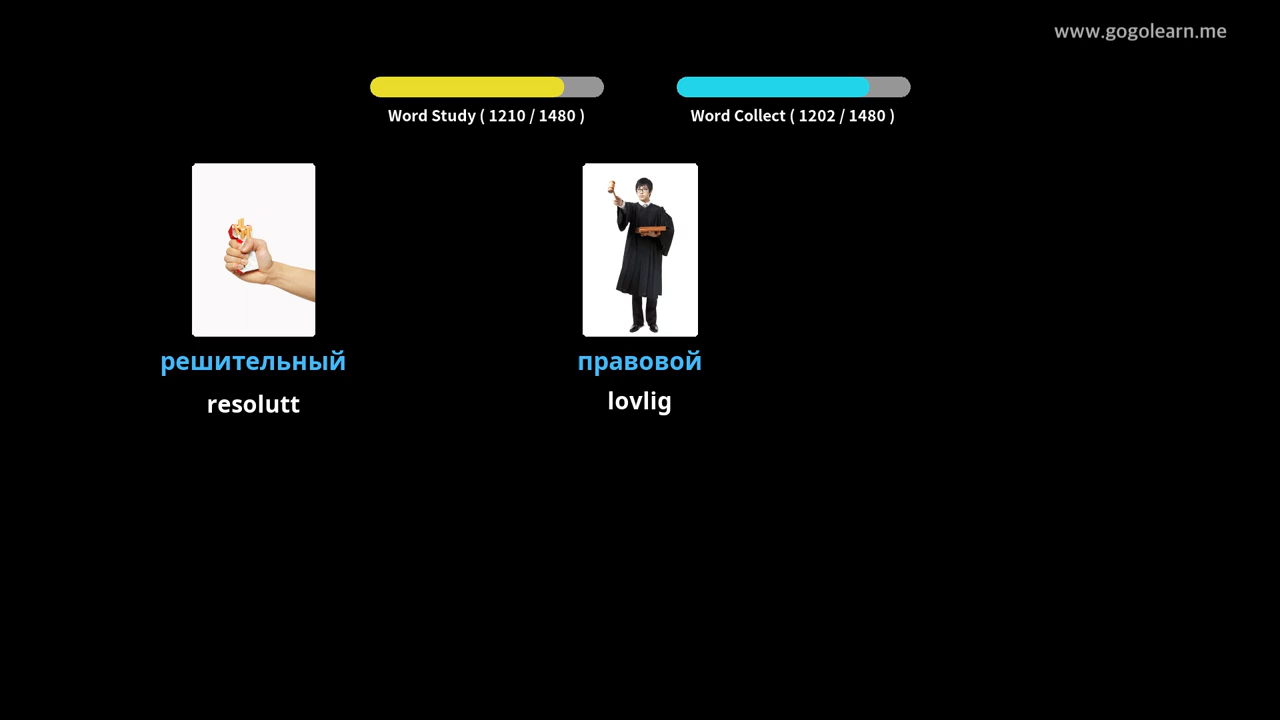 www.gogolearn.me
Word Study ( 1210 / 1480 )
Word Collect ( 1202 / 1480 )
решительный
правовой
resolutt
lovlig